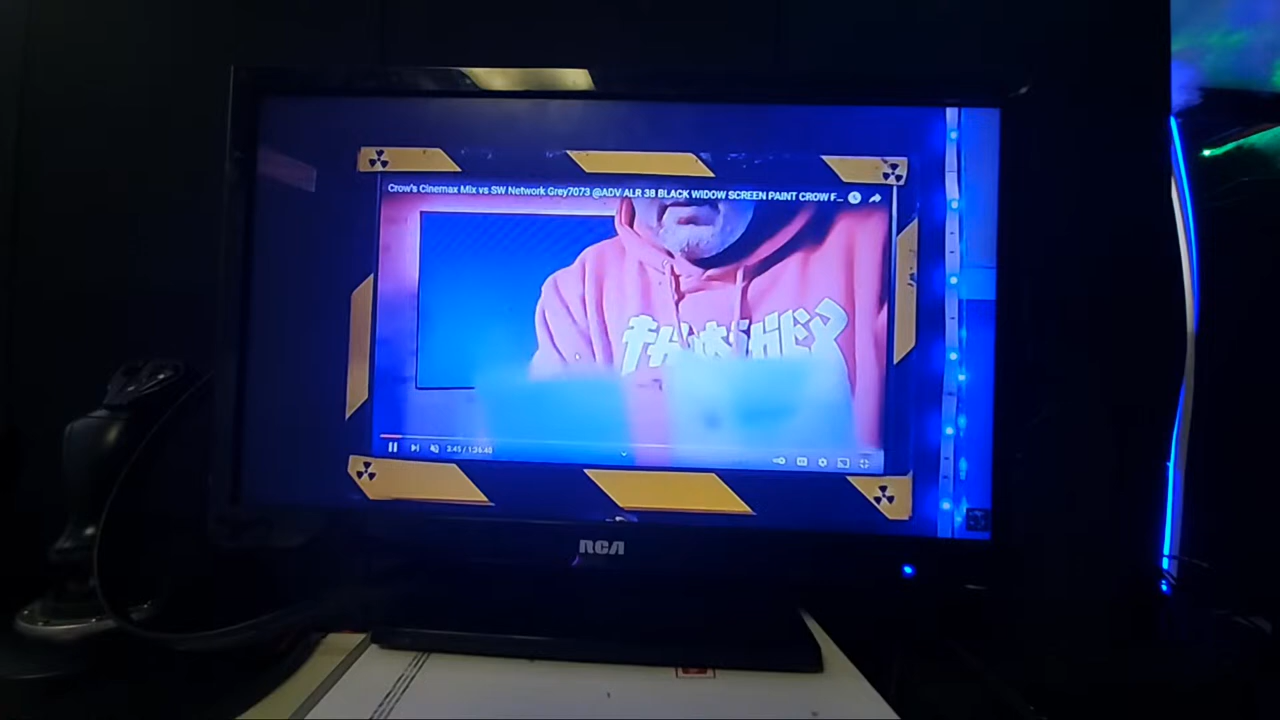 Crow's Cinemax Mix vs SW Network Grey7073 @ADV ALR 38 BLACK WIDOW SCREEN PAINT CROW F...
3:45 / 1:36:40
RCA